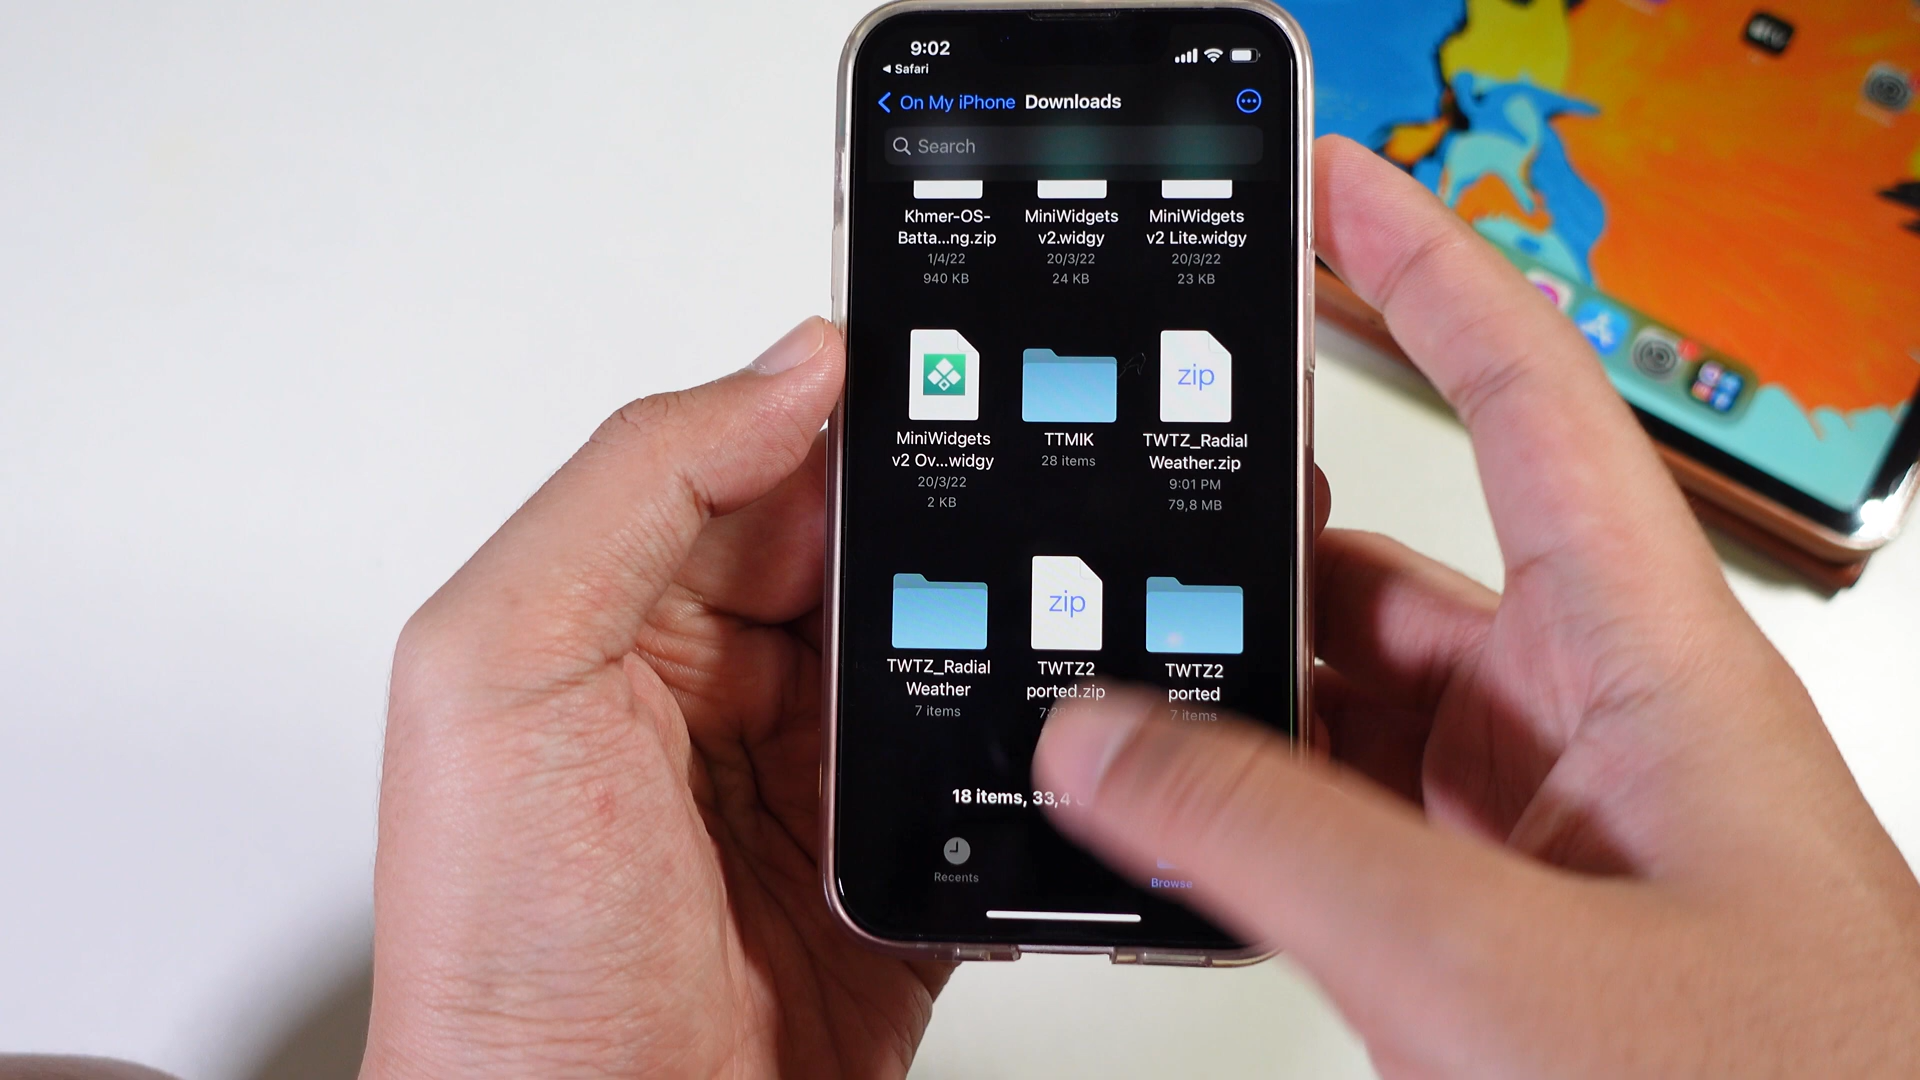 9:02
◀ Safari
On My iPhone Downloads
Search
Khmer-OS-
Batta...ng.zip
1/4/22
940 KB
MiniWidgets
v2.widgy
20/3/22
24 KB
MiniWidgets
v2 Lite.widgy
20/3/22
23 KB
MiniWidgets
v2 Ov...widgy
20/3/22
2 KB
TTMIK
28 items
zip
TWTZ_Radial
Weather.zip
9:01 PM
79,8 MB
TWTZ_Radial
Weather
7 items
zip
TWTZ2
ported.zip
TWTZ2
ported
7 items
18 items, 33,4
Recents
Browse